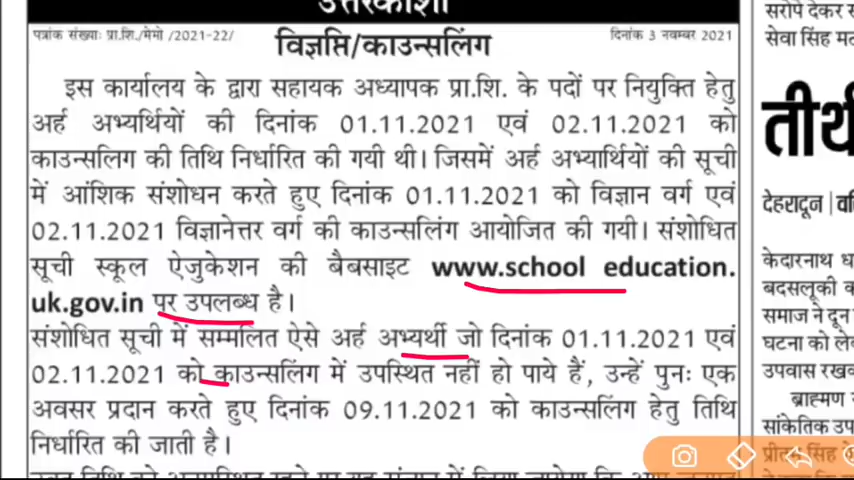 उत्तरकाशी
पत्रांक संख्याः प्रा.शि./मेमो /2021-22/
विज्ञप्ति/काउन्सलिंग
दिनांक 3 नवम्बर 2021
इस कार्यालय के द्वारा सहायक अध्यापक प्रा.शि. के पदों पर नियुक्ति हेतु
अर्ह अभ्यर्थियों की दिनांक 01.11.2021 एवं 02.11.2021 को
काउन्सलिग की तिथि निर्धारित की गयी थी। जिसमें अर्ह अभ्यार्थियों की सूची
में आंशिक संशोधन करते हुए दिनांक 01.11.2021 को विज्ञान वर्ग एवं
02.11.2021 विज्ञानेत्तर वर्ग की काउन्सलिंग आयोजित की गयी। संशोधित
सूची स्कूल ऐजुकेशन की बैबसाइट www.school education.
uk.gov.in पर उपलब्ध है।
संशोधित सूची में सम्मलित ऐसे अर्ह अभ्यर्थी जो दिनांक 01.11.2021 एवं
02.11.2021 को काउन्सलिंग में उपस्थित नहीं हो पाये हैं, उन्हें पुनः एक
अवसर प्रदान करते हुए दिनांक 09.11.2021 को काउन्सलिंग हेतु तिथि
निर्धारित की जाती है।
सरोपे देकर
सेवा सिंह
देहरादून
केदारनाथ
बदसलूकी
समाज ने दून
घटना को
उपवास
ब्राह्मण
सांकेतिक
प्रीतम सिंह